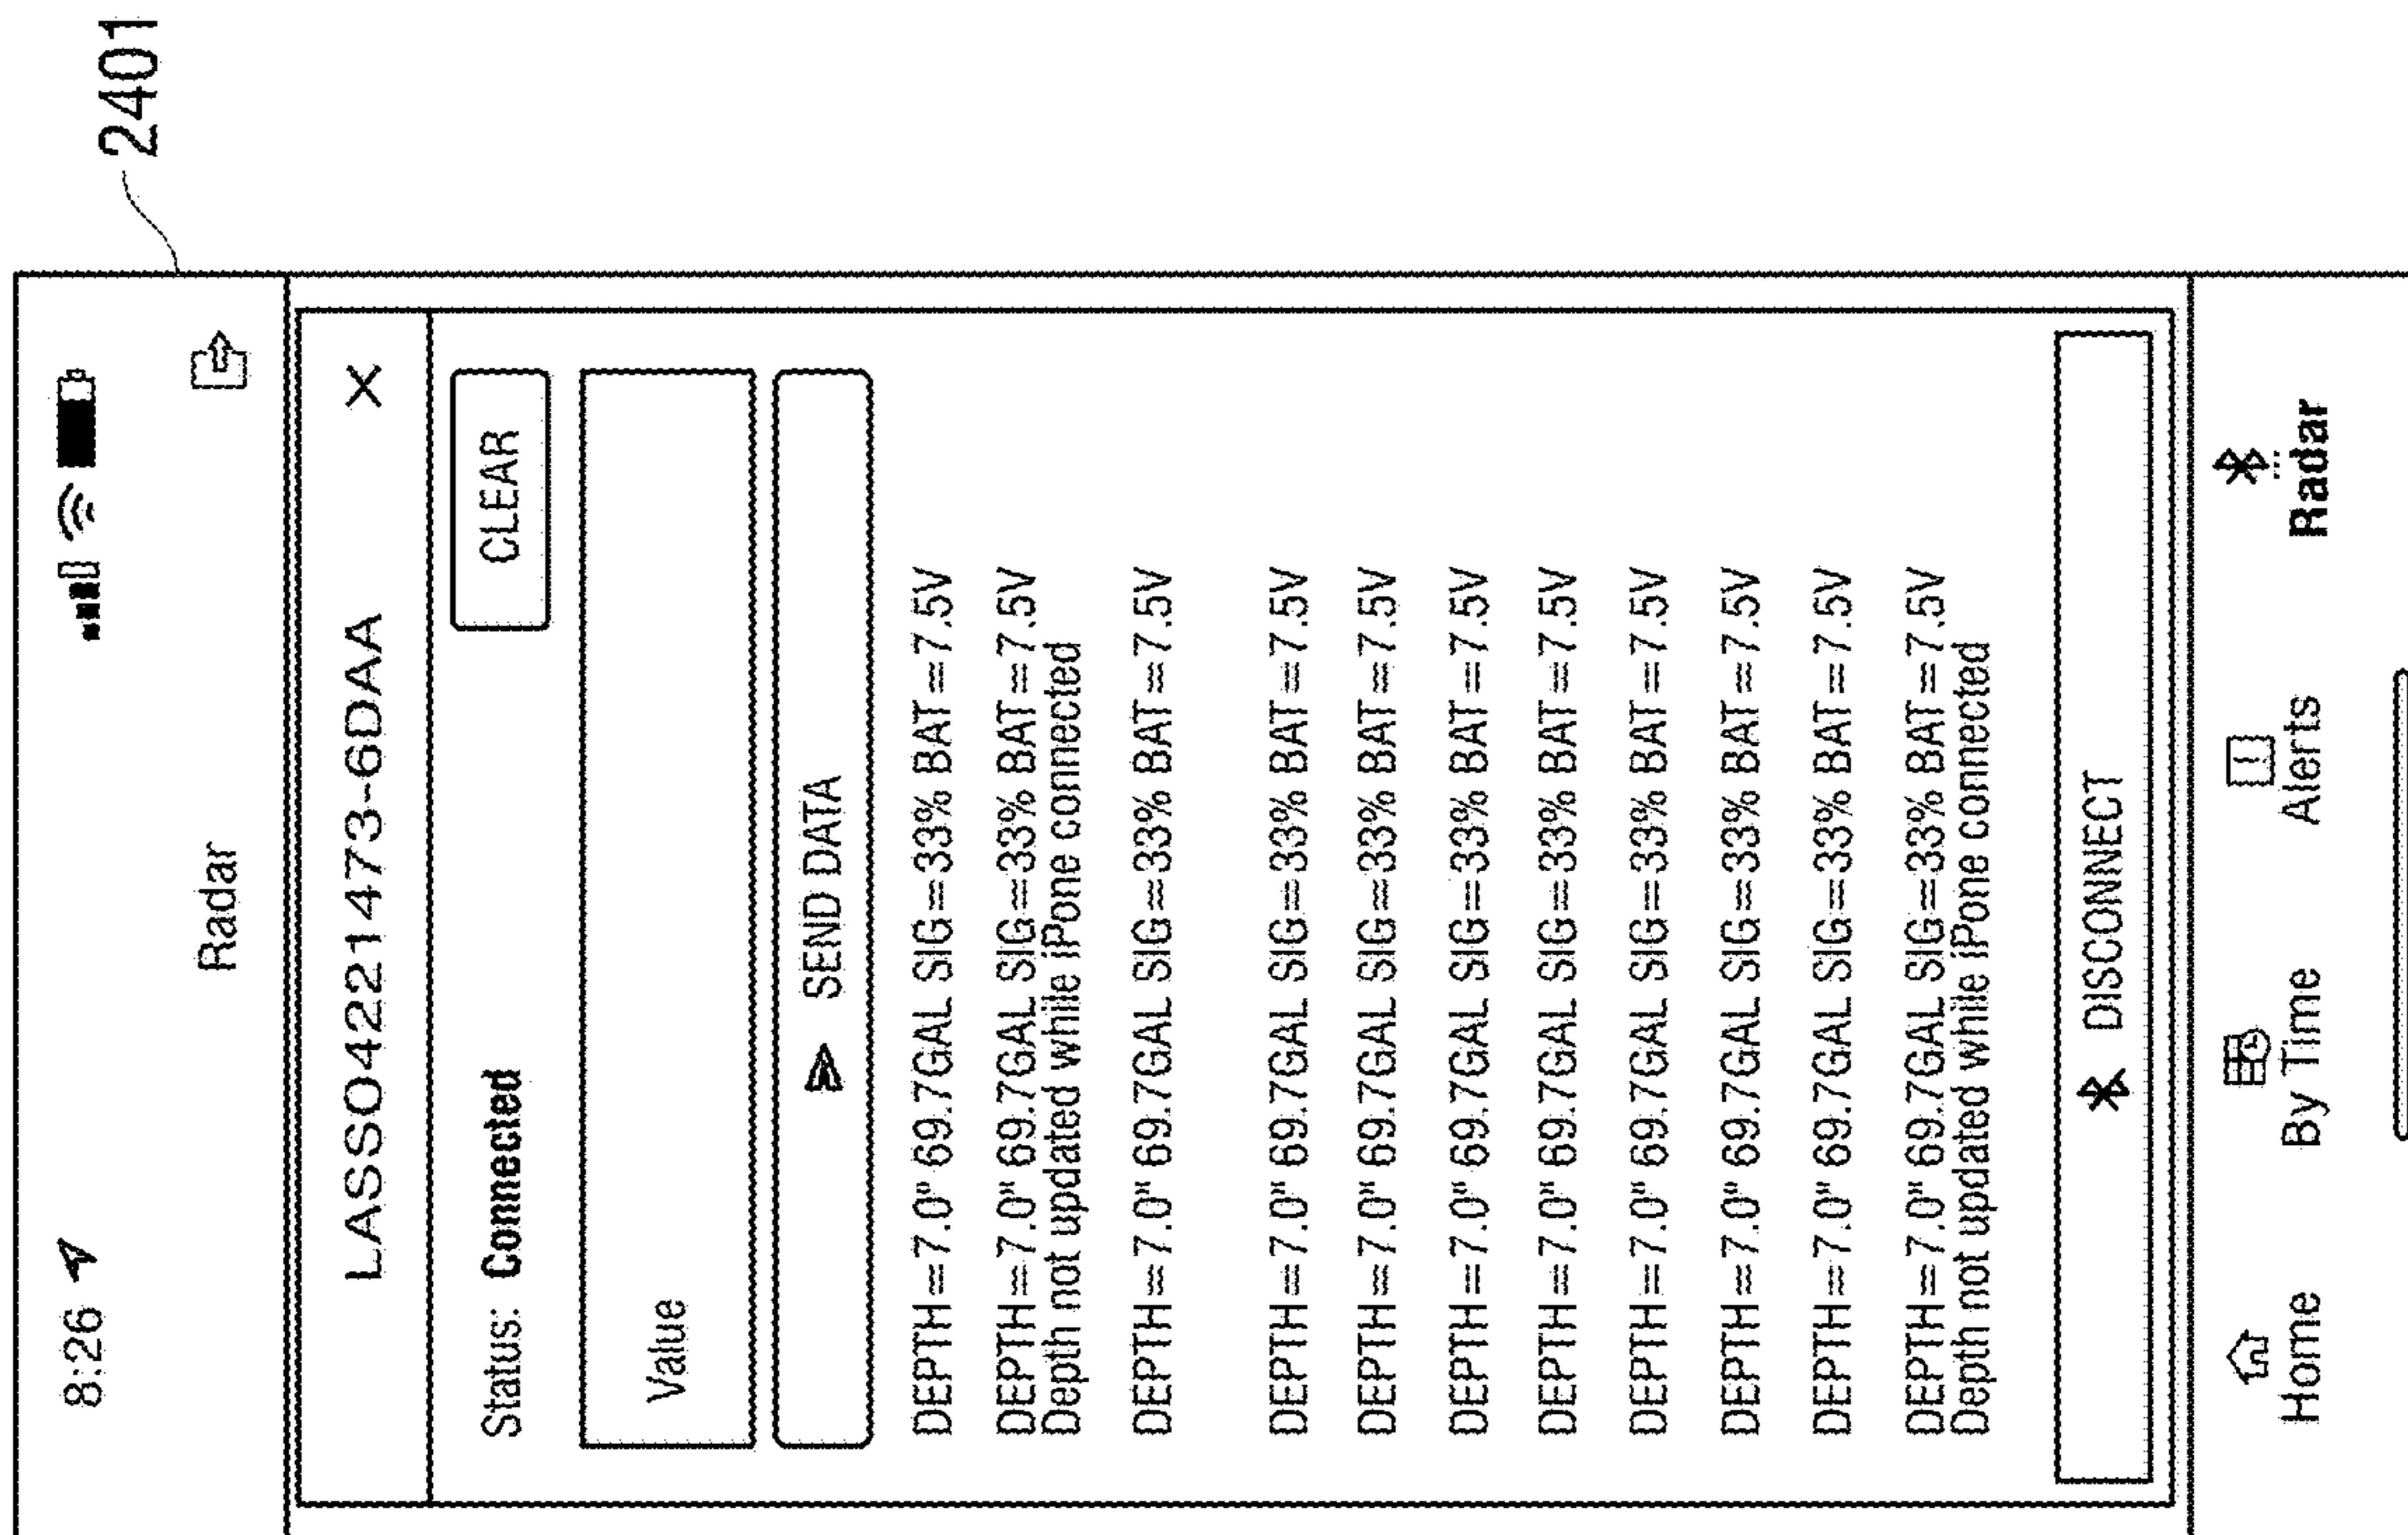 2401
8:26
Radar
LASSO4221473-6DAA X
Status: Connected CLEAR
Value
SEND DATA
DEPTH=7.0" 69.7GAL SIG=33% BAT=7.5V
DEPTH=7.0" 69.7GAL SIG=33% BAT=7.5V
Depth not updated while iPone connected
DEPTH=7.0" 69.7GAL SIG=33% BAT=7.5V
DEPTH=7.0" 69.7GAL SIG=33% BAT=7.5V
DEPTH=7.0" 69.7GAL SIG=33% BAT=7.5V
DEPTH=7.0" 69.7GAL SIG=33% BAT=7.5V
DEPTH=7.0" 69.7GAL SIG=33% BAT=7.5V
DEPTH=7.0" 69.7GAL SIG=33% BAT=7.5V
DEPTH=7.0" 69.7GAL SIG=33% BAT=7.5V
DEPTH=7.0" 69.7GAL SIG=33% BAT=7.5V
DEPTH=7.0" 69.7GAL SIG=33% BAT=7.5V
Depth not updated while iPone connected
DISCONNECT
Home By Time Alerts Radar